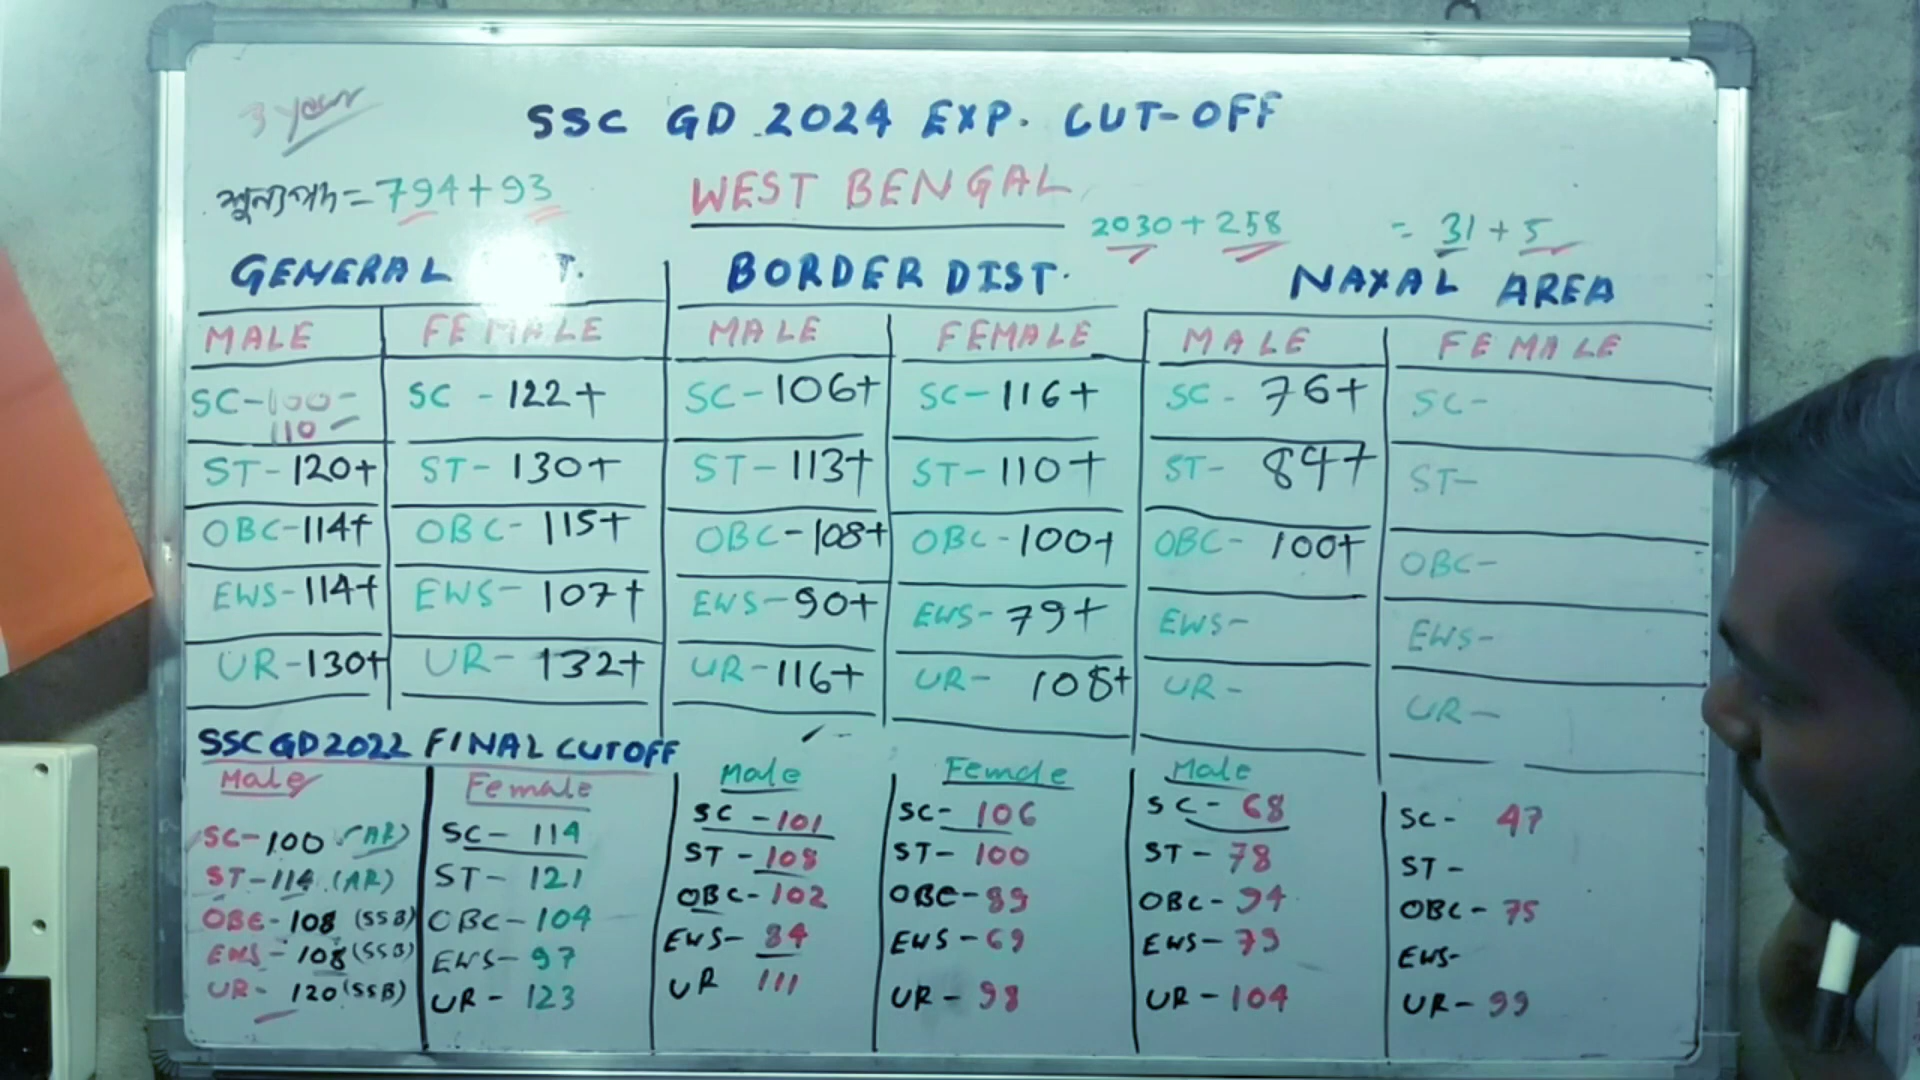 3 year
SSC GD 2024 EXP. CUT-OFF
শূন্যপদ = 794 + 93
WEST BENGAL
2030 + 258
= 31 + 5
GENERAL T.
BORDER DIST.
NAXAL AREA
MALE FEMALE MALE FEMALE MALE FEMALE
SC-100- SC - 122+ SC-106+ SC-116+ SC- 76+ SC-
110
ST-120+ ST-130+ ST-113+ ST-110+ ST- 84+ ST-
OBC-114+ OBC- 115+ OBC-108+ OBC-100+ OBC- 100+ OBC-
EWS-114+ EWS- 107+ EWS-90+ EWS-79+ EWS- EWS-
UR-130+ UR- 132+ UR-116+ UR- 108+ UR- UR-
SSC GD 2022 FINAL CUTOFF
Male Female Male Female Male
SC-100 (AR) SC- 114 SC-101 SC-106 SC-68 SC- 47
ST-114 (AR) ST- 121 ST-108 ST-100 ST-78 ST-
OBC-108 (SSB) OBC-104 OBC-102 OBC-89 OBC-94 OBC-75
EWS-108 (SSB) EWS-97 EWS-84 EWS-69 EWS-79 EWS-
UR- 120 (SSB) UR-123 UR 111 UR-98 UR-104 UR-99